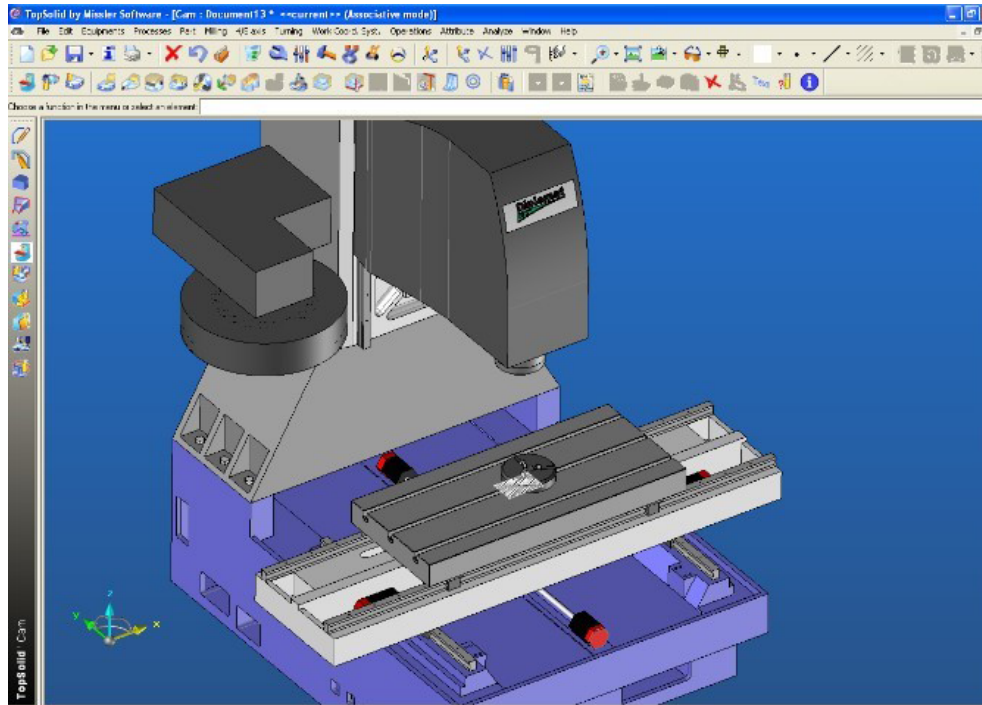 TopSolid by Missler Software - [Cam : Document13 * <<current>> (Associative mode)]
File Edit Equipments Processes Part Milling 4/5 axis Turning Work Coord. Syst. Operations Attribute Analyze Window Help
Choose a function in the menu or select an element:
Diplomat
z
y
x
TopSolid'Cam